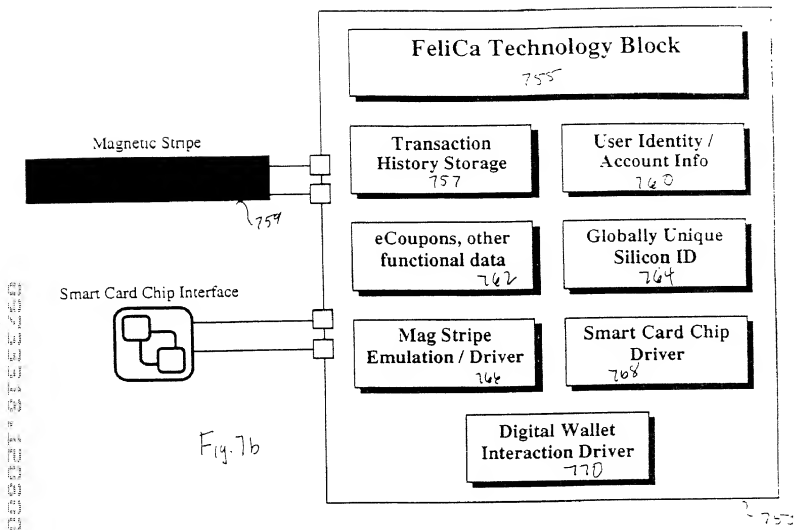 FeliCa Technology Block
755
Magnetic Stripe
759
Transaction
History Storage
757
User Identity /
Account Info
760
eCoupons, other
functional data
762
Globally Unique
Silicon ID
764
Smart Card Chip Interface
Mag Stripe
Emulation / Driver
766
Smart Card Chip
Driver
768
Digital Wallet
Interaction Driver
770
Fig. 7b